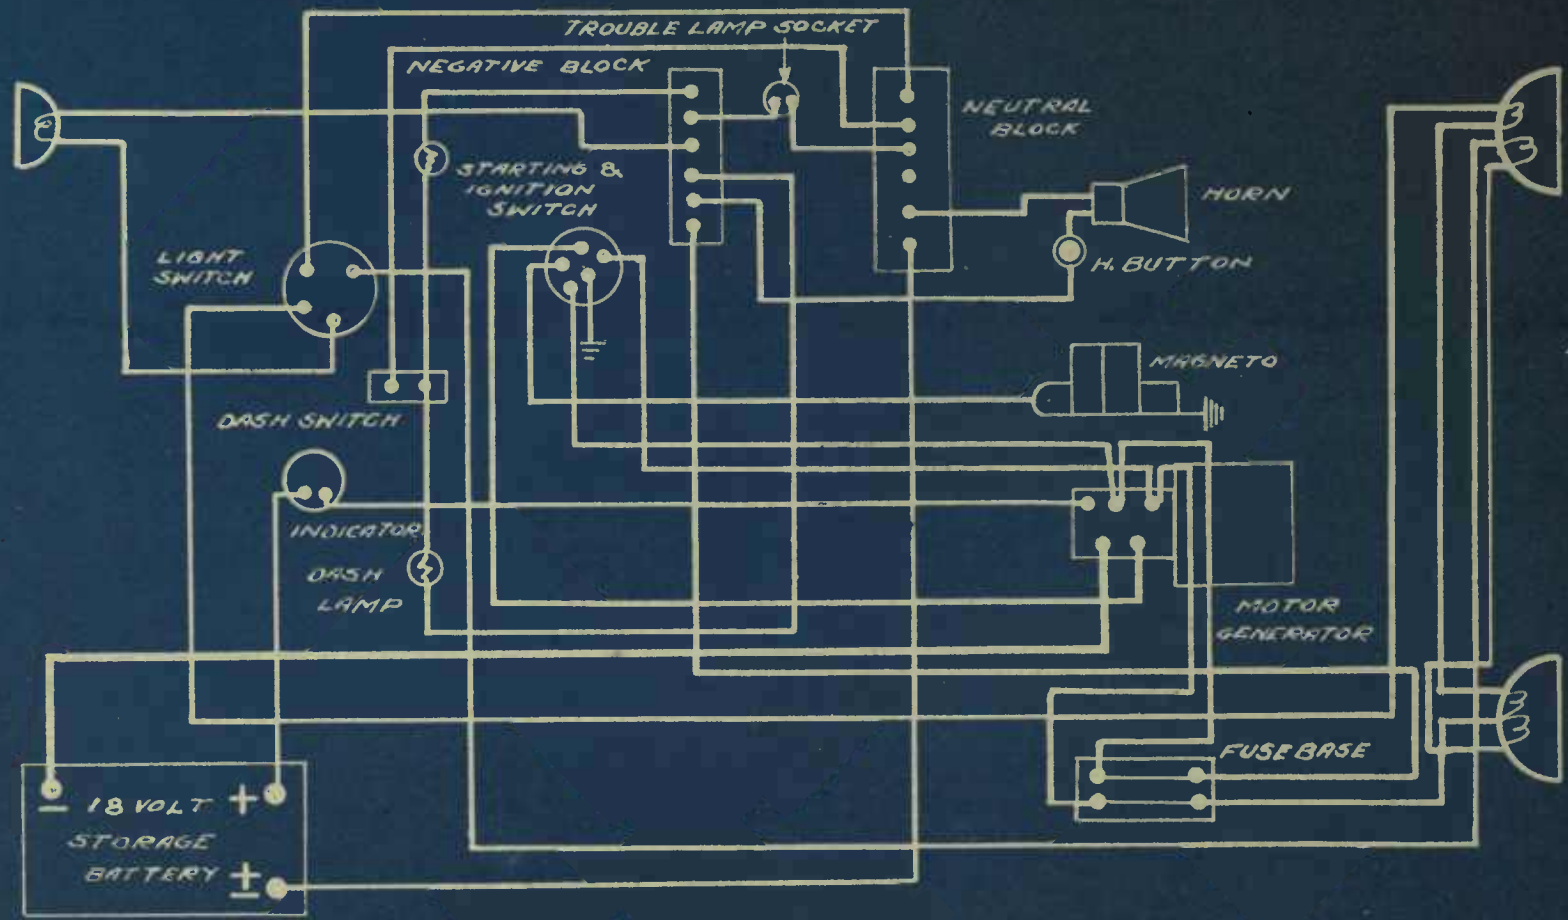 TROUBLE LAMP SOCKET
NEGATIVE BLOCK
NEUTRAL
BLOCK
STARTING &
IGNITION
SWITCH
HORN
LIGHT
SWITCH
H. BUTTON
MAGNETO
DASH SWITCH
INDICATOR
DASH
LAMP
MOTOR
GENERATOR
FUSE BASE
- 18 VOLT +
STORAGE
BATTERY ±